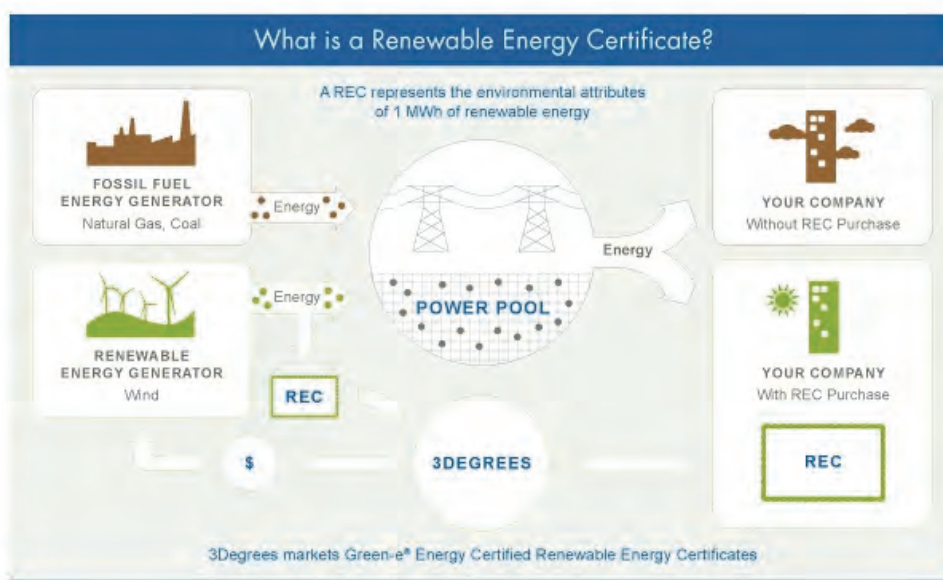 What is a Renewable Energy Certificate?
A REC represents the environmental attributes
of 1 MWh of renewable energy
FOSSIL FUEL
ENERGY GENERATOR
Natural Gas, Coal
Energy
YOUR COMPANY
Without REC Purchase
Energy
POWER POOL
RENEWABLE
ENERGY GENERATOR
Wind
Energy
REC
YOUR COMPANY
With REC Purchase
REC
$
3DEGREES
3Degrees markets Green-e® Energy Certified Renewable Energy Certificates